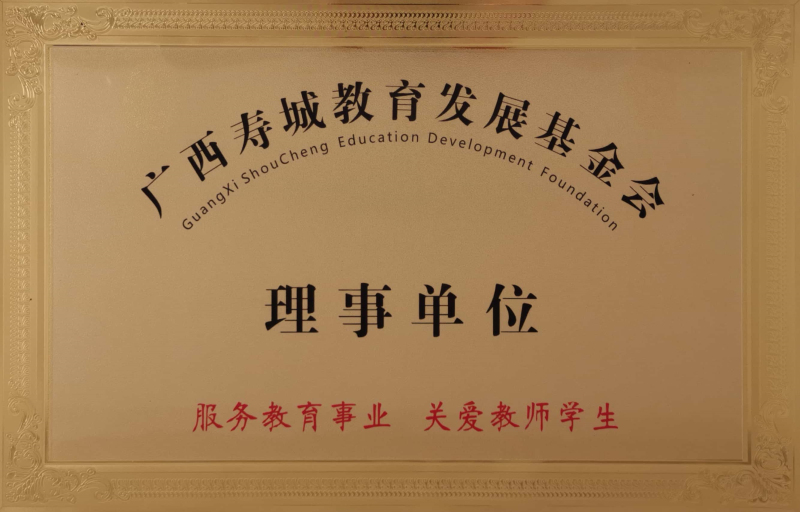 广西寿城教育发展基金会
GuangXi ShouCheng Education Development Foundation
理事单位
服务教育事业 关爱教师学生